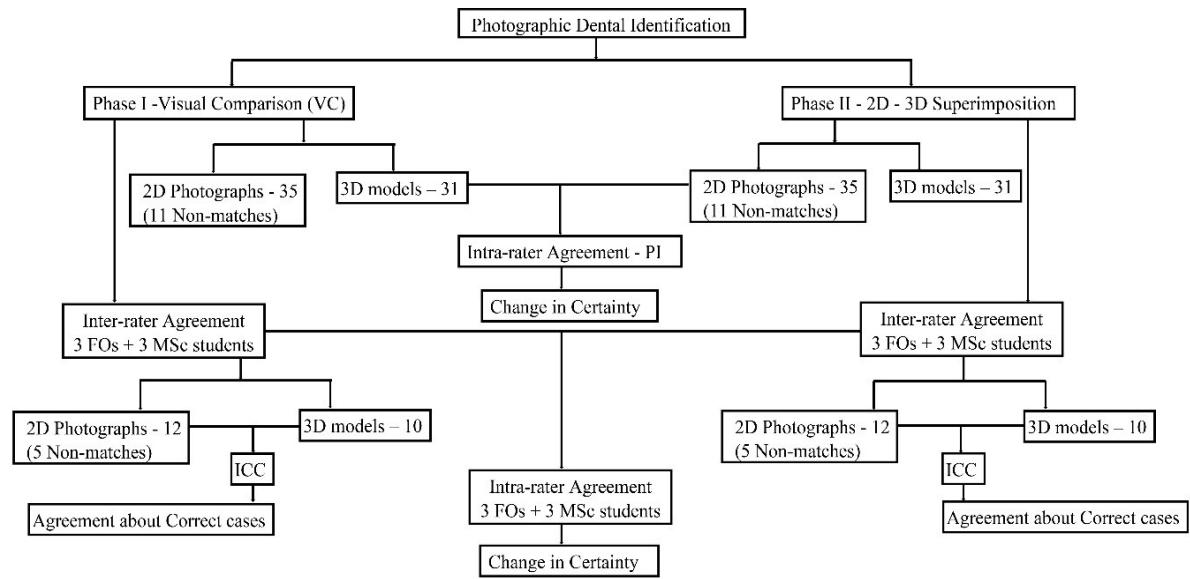 Photographic Dental Identification
Phase I -Visual Comparison (VC)
Phase II - 2D - 3D Superimposition
2D Photographs - 35
(11 Non-matches)
3D models – 31
2D Photographs - 35
(11 Non-matches)
3D models – 31
Intra-rater Agreement - PI
Change in Certainty
Inter-rater Agreement
3 FOs + 3 MSc students
Inter-rater Agreement
3 FOs + 3 MSc students
2D Photographs - 12
(5 Non-matches)
3D models – 10
2D Photographs - 12
(5 Non-matches)
3D models – 10
ICC
ICC
Intra-rater Agreement
3 FOs + 3 MSc students
Agreement about Correct cases
Agreement about Correct cases
Change in Certainty